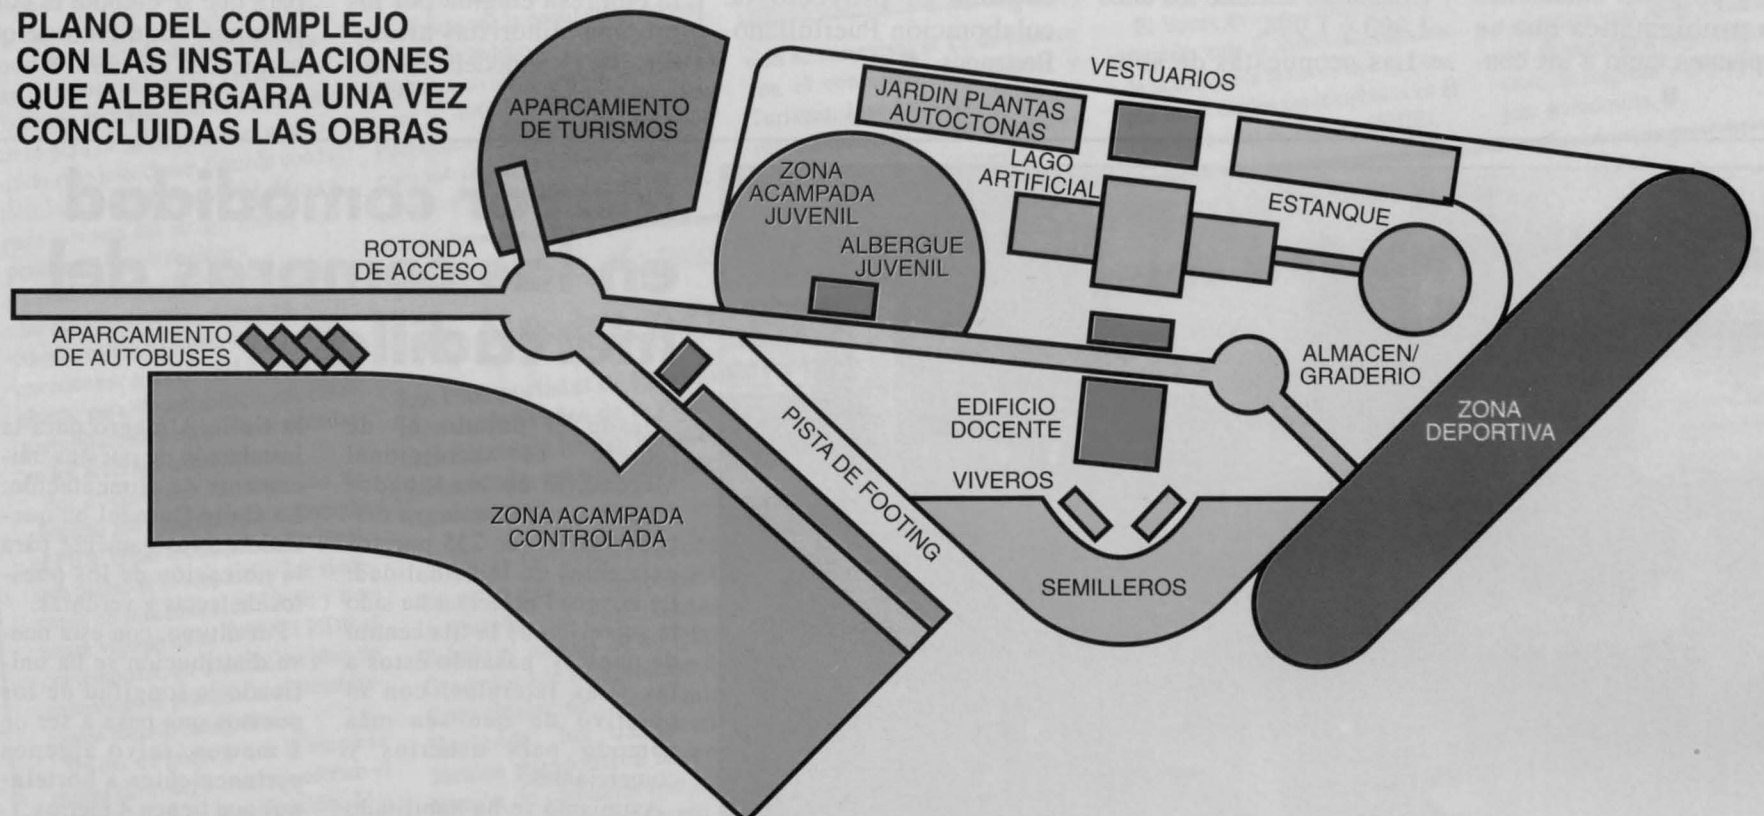 PLANO DEL COMPLEJO
CON LAS INSTALACIONES
QUE ALBERGARA UNA VEZ
CONCLUIDAS LAS OBRAS
APARCAMIENTO
DE TURISMOS
VESTUARIOS
JARDIN PLANTAS
AUTOCTONAS
LAGO
ARTIFICIAL
ZONA
ACAMPADA
JUVENIL
ESTANQUE
ALBERGUE
JUVENIL
ROTONDA
DE ACCESO
APARCAMIENTO
DE AUTOBUSES
ALMACEN/
GRADERIO
EDIFICIO
DOCENTE
ZONA
DEPORTIVA
PISTA DE FOOTING
VIVEROS
ZONA ACAMPADA
CONTROLADA
SEMILLEROS